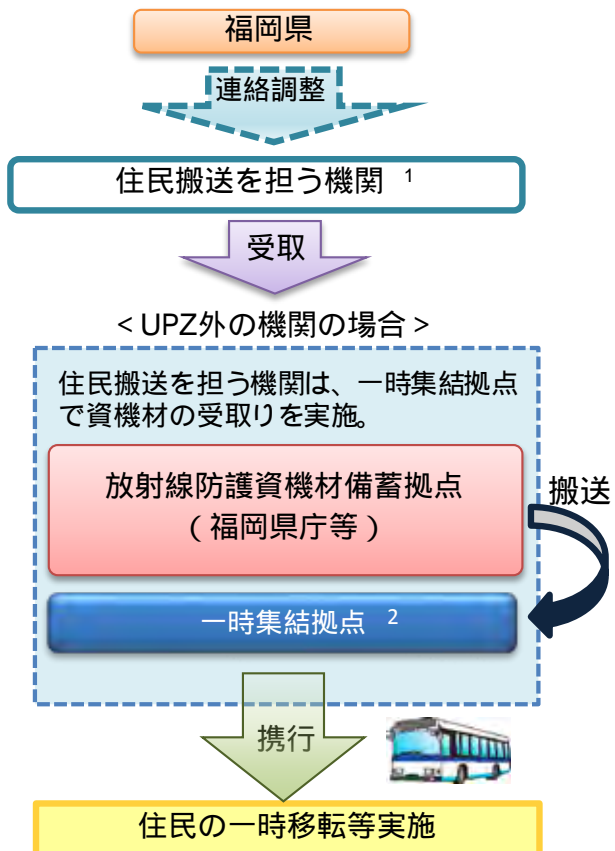 福岡県
連絡調整
住民搬送を担う機関 1
受取
<UPZ外の機関の場合>
住民搬送を担う機関は、一時集結拠点
で資機材の受取りを実施。
放射線防護資機材備蓄拠点
(福岡県庁等)
搬送
一時集結拠点 2
携行
住民の一時移転等実施